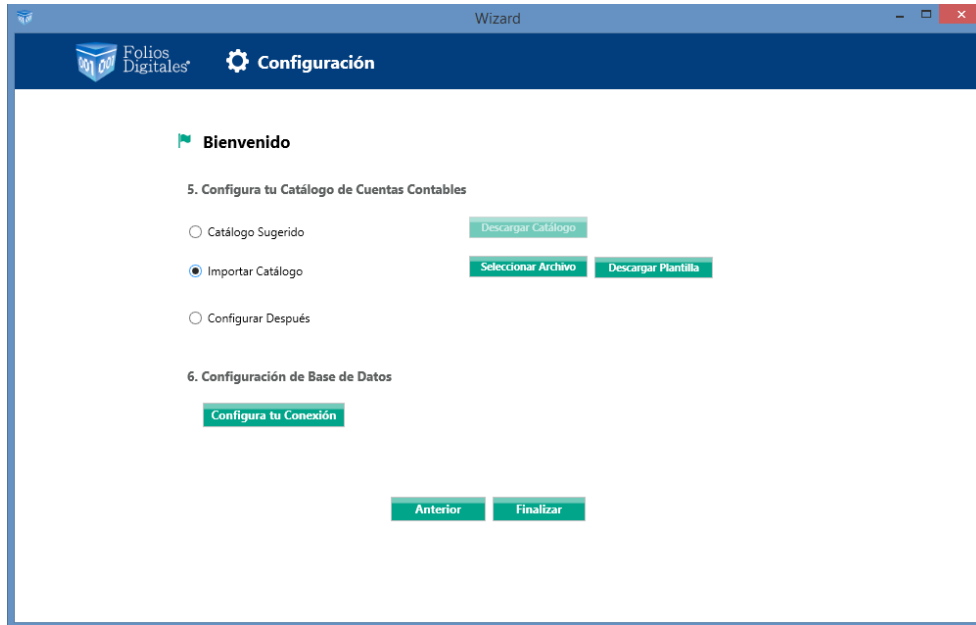 Wizard
Folios
Digitales
Configuración
Bienvenido
5. Configura tu Catálogo de Cuentas Contables
Catálogo Sugerido
Descargar Catálogo
Importar Catálogo
Seleccionar Archivo
Descargar Plantilla
Configurar Después
6. Configuración de Base de Datos
Configura tu Conexión
Anterior
Finalizar